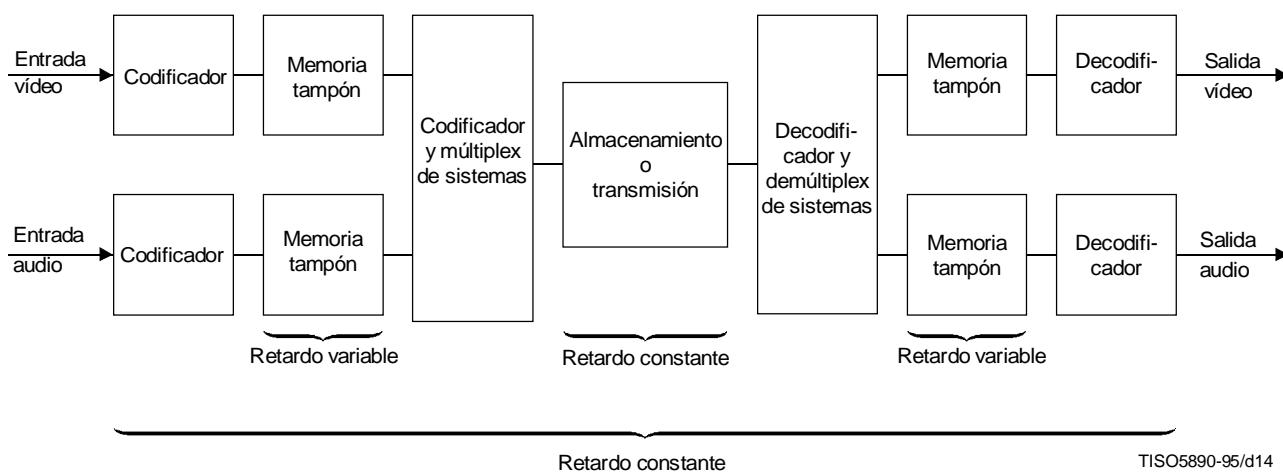 Entrada
vídeo
Codificador
Memoria
tampón
Codificador
y múltiplex
de sistemas
Almacenamiento
o
transmisión
Decodifi-
cador y
demúltiplex
de sistemas
Memoria
tampón
Decodifi-
cador
Salida
vídeo
Entrada
audio
Codificador
Memoria
tampón
Memoria
tampón
Decodifi-
cador
Salida
audio
Retardo variable
Retardo constante
Retardo variable
Retardo constante
TISO5890-95/d14